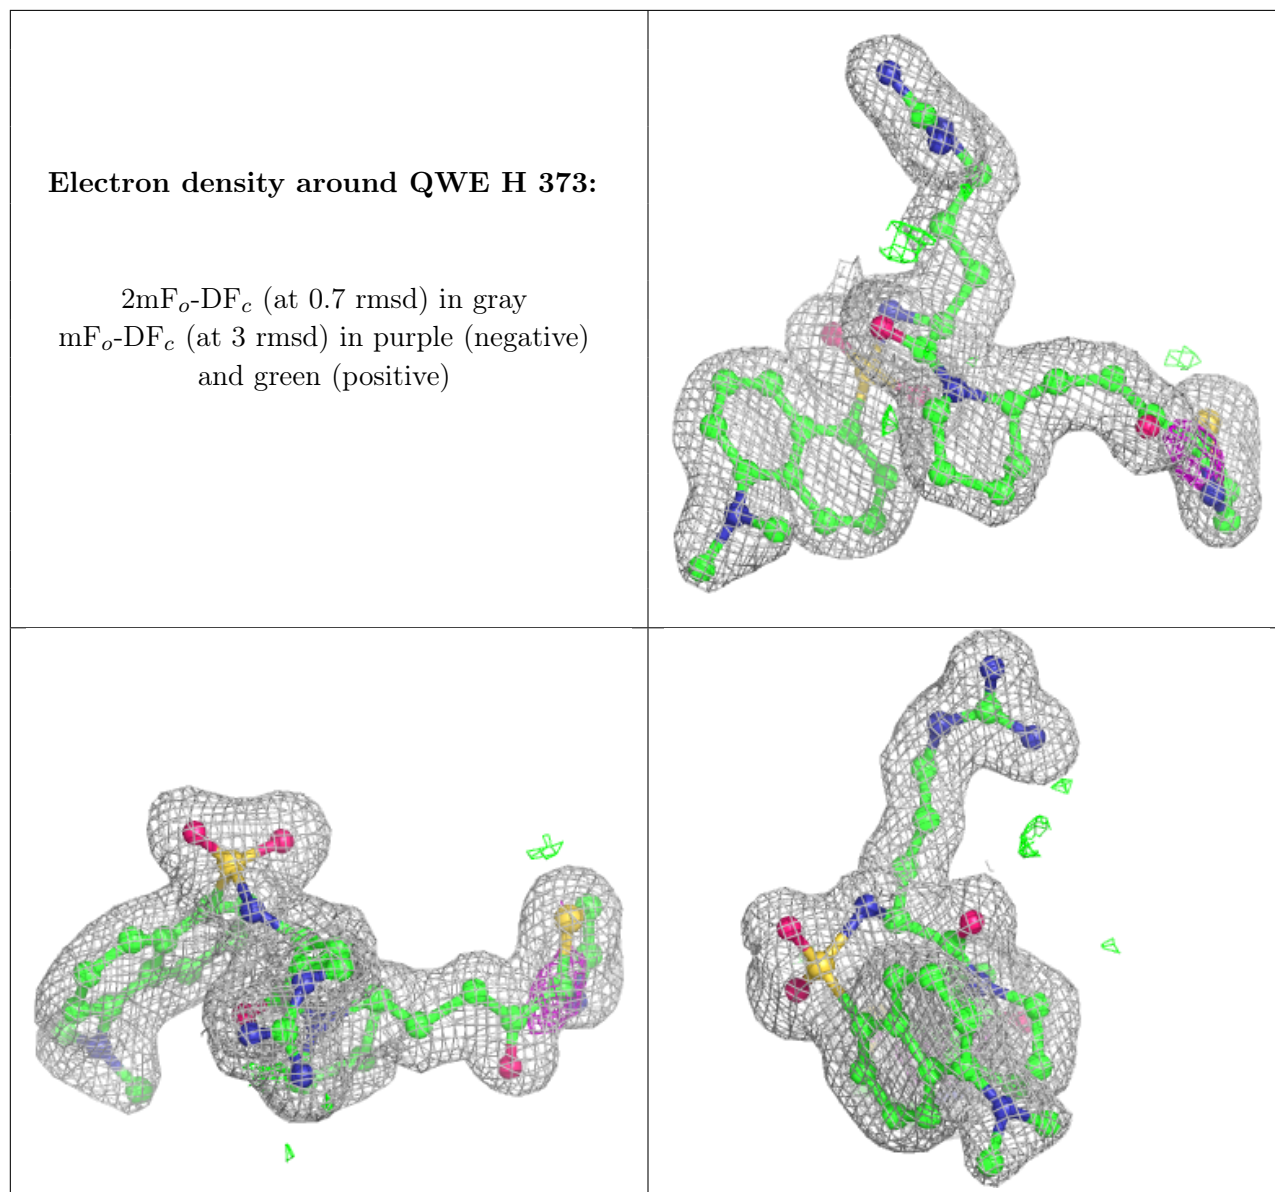 Electron density around QWE H 373:
2mFo-DFc (at 0.7 rmsd) in gray
mFo-DFc (at 3 rmsd) in purple (negative)
and green (positive)